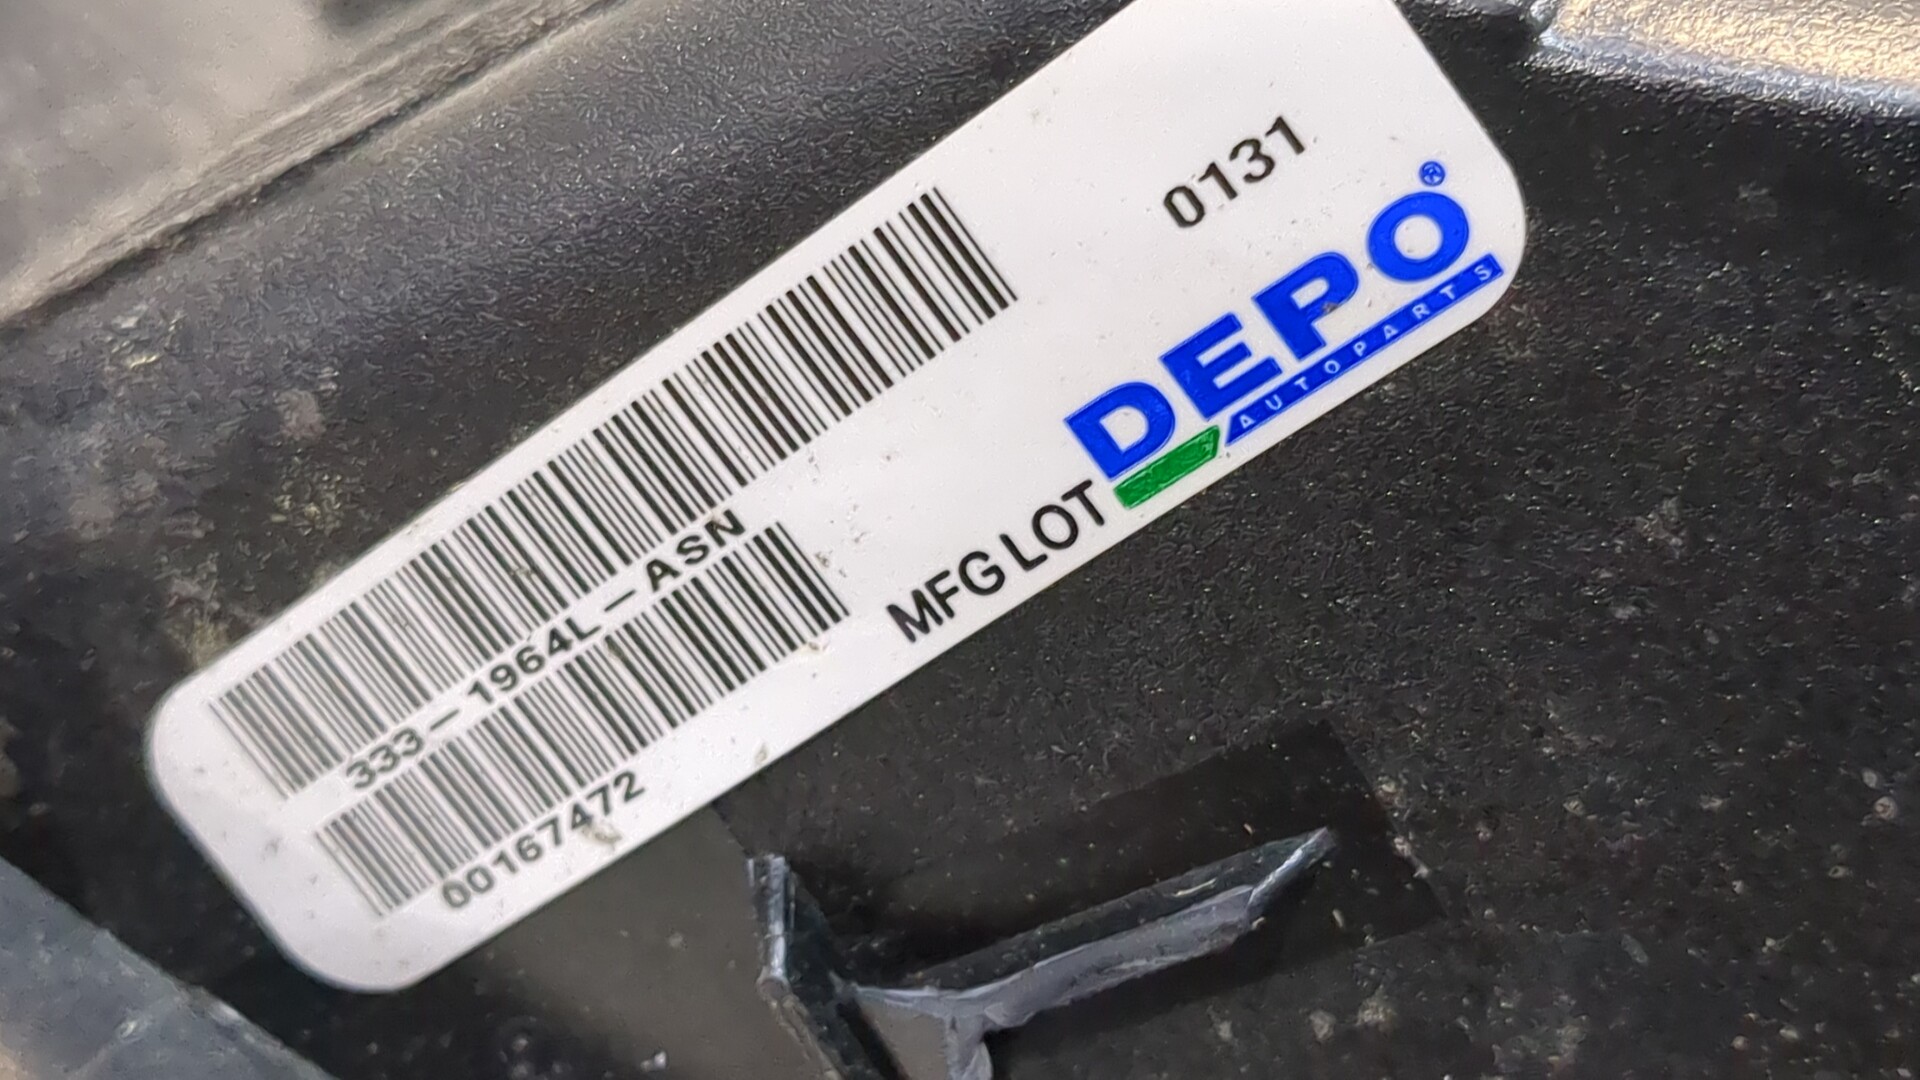 0131
DEPO®
AUTOPARTS
MFG LOT
333-1964L-ASN
00167472